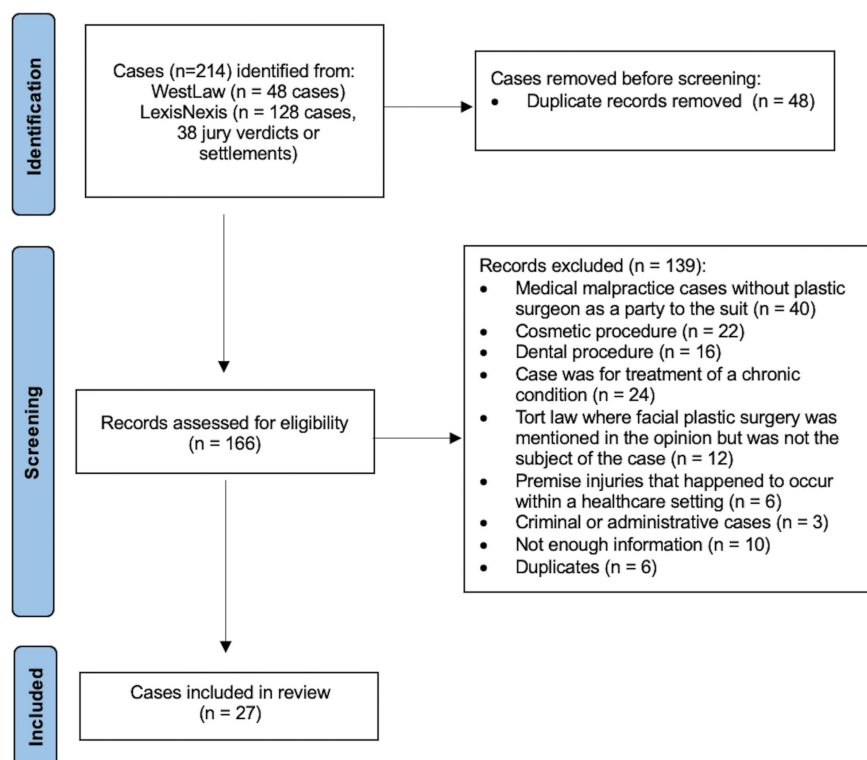 Identification
Cases (n=214) identified from:
WestLaw (n = 48 cases)
LexisNexis (n = 128 cases,
38 jury verdicts or
settlements)
Cases removed before screening:
• Duplicate records removed (n = 48)
Screening
Records assessed for eligibility
(n = 166)
Records excluded (n = 139):
• Medical malpractice cases without plastic
surgeon as a party to the suit (n = 40)
• Cosmetic procedure (n = 22)
• Dental procedure (n = 16)
• Case was for treatment of a chronic
condition (n = 24)
• Tort law where facial plastic surgery was
mentioned in the opinion but was not the
subject of the case (n = 12)
• Premise injuries that happened to occur
within a healthcare setting (n = 6)
• Criminal or administrative cases (n = 3)
• Not enough information (n = 10)
• Duplicates (n = 6)
Included
Cases included in review
(n = 27)